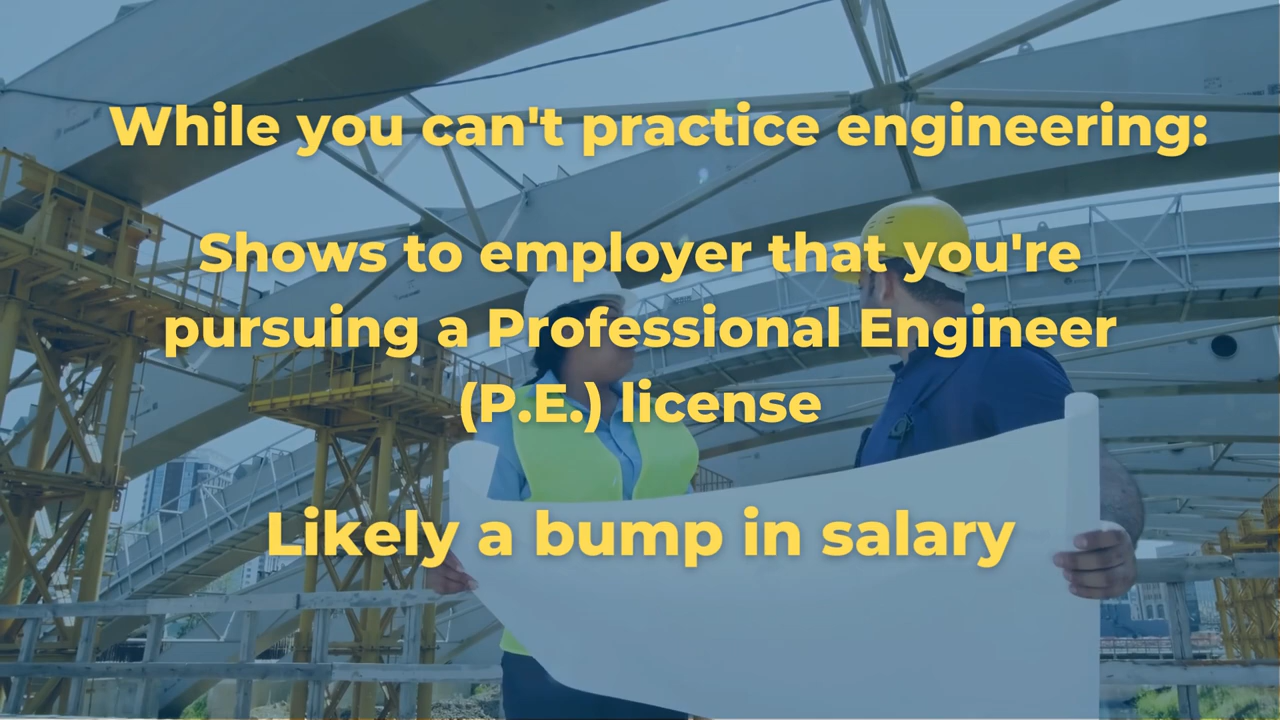 While you can't practice engineering:
Shows to employer that you're
pursuing a Professional Engineer
(P.E.) license
Likely a bump in salary